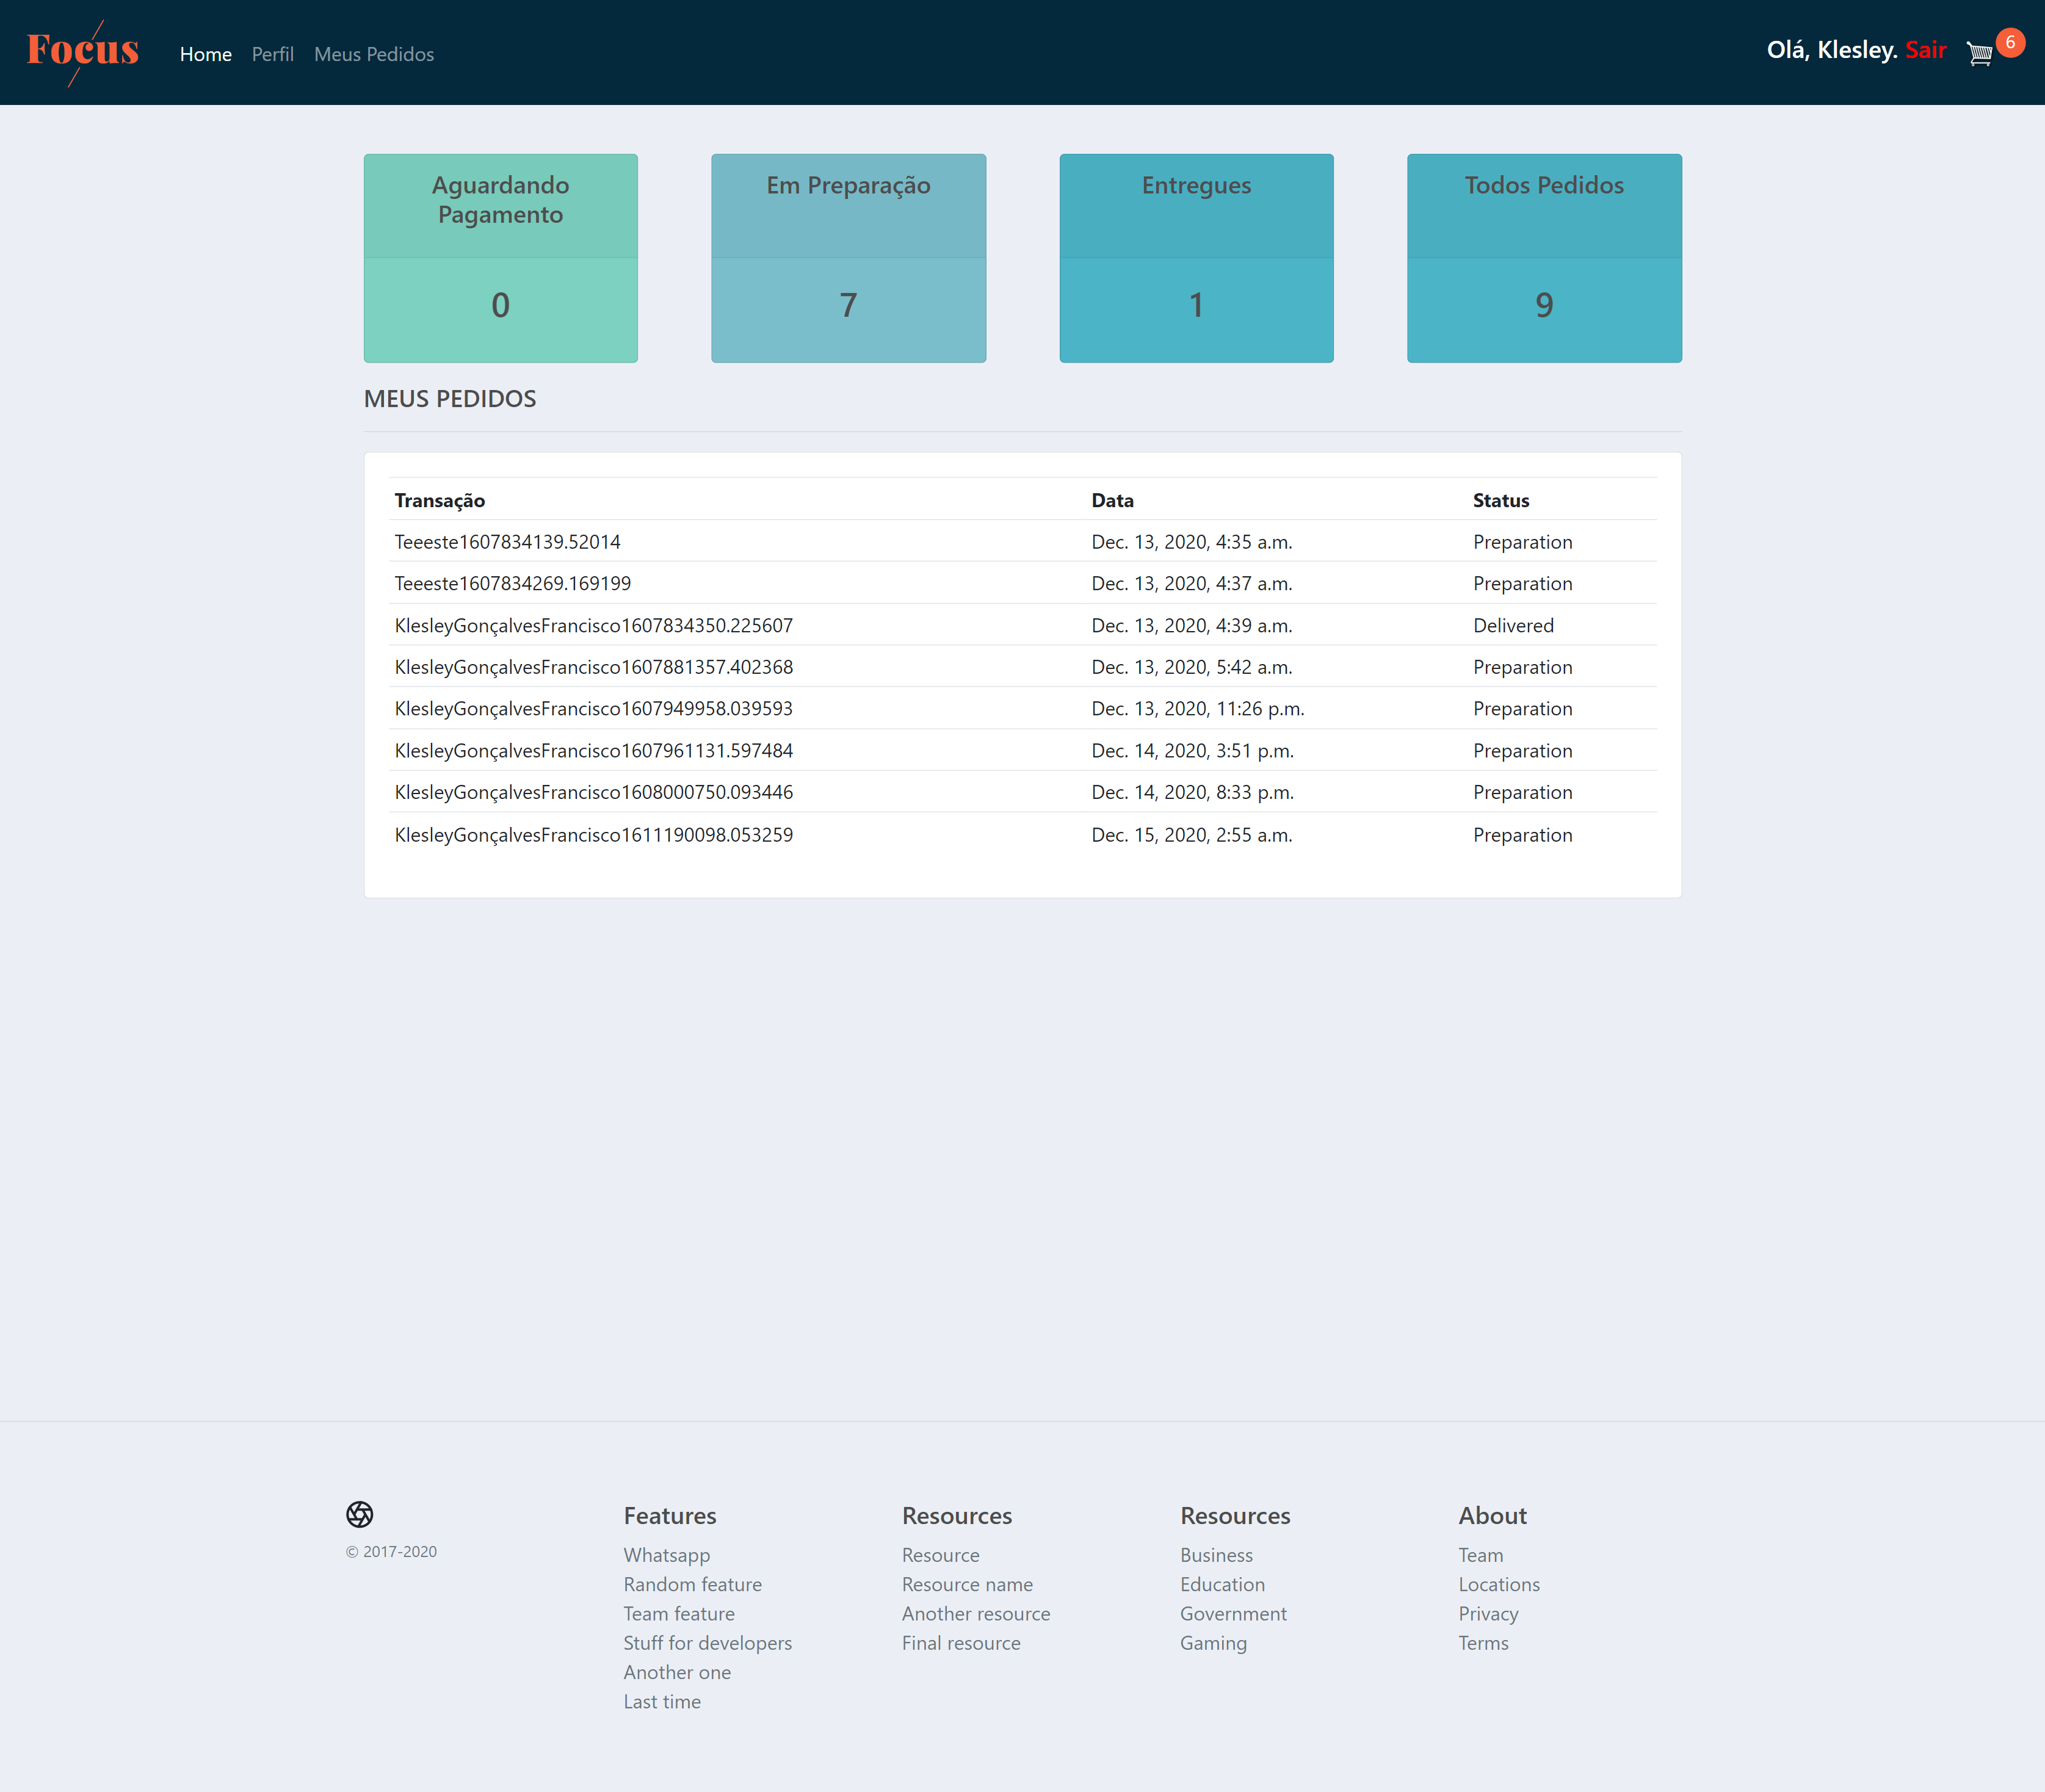 Focus
Home Perfil Meus Pedidos
Olá, Klesley. Sair
6
Aguardando
Pagamento
0
Em Preparação
7
Entregues
1
Todos Pedidos
9
MEUS PEDIDOS
Transação Data Status
Teeeste1607834139.52014 Dec. 13, 2020, 4:35 a.m. Preparation
Teeeste1607834269.169199 Dec. 13, 2020, 4:37 a.m. Preparation
KlesleyGonçalvesFrancisco1607834350.225607 Dec. 13, 2020, 4:39 a.m. Delivered
KlesleyGonçalvesFrancisco1607881357.402368 Dec. 13, 2020, 5:42 a.m. Preparation
KlesleyGonçalvesFrancisco1607949958.039593 Dec. 13, 2020, 11:26 p.m. Preparation
KlesleyGonçalvesFrancisco1607961131.597484 Dec. 14, 2020, 3:51 p.m. Preparation
KlesleyGonçalvesFrancisco1608000750.093446 Dec. 14, 2020, 8:33 p.m. Preparation
KlesleyGonçalvesFrancisco1611190098.053259 Dec. 15, 2020, 2:55 a.m. Preparation
© 2017-2020
Features
Whatsapp
Random feature
Team feature
Stuff for developers
Another one
Last time
Resources
Resource
Resource name
Another resource
Final resource
Resources
Business
Education
Government
Gaming
About
Team
Locations
Privacy
Terms